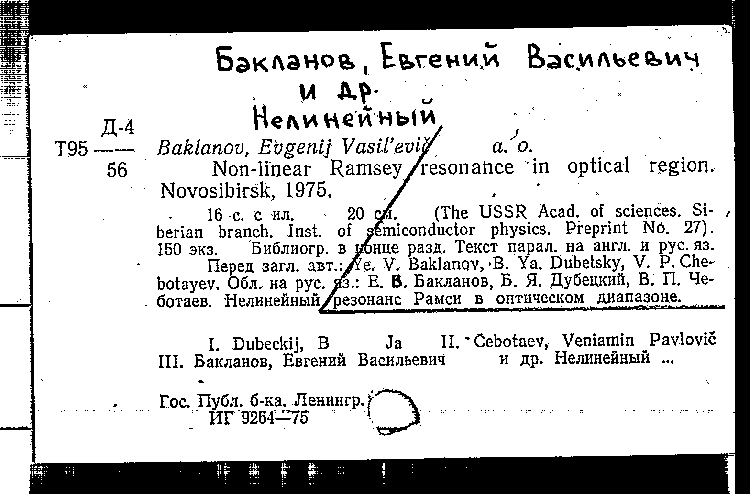 Бакланов, Евгений Васильевич
и др.
Нелинейный
Д-4
Т95 —— 56
Baklanov, Evgenij Vasil'evič a. o.
Non-linear Ramsey resonance in optical region.
Novosibirsk, 1975.
16 с. с ил. 20 см. (The USSR Acad. of sciences. Si-
berian branch. Inst. of semiconductor physics. Preprint No. 27).
150 экз. Библиогр. в конце разд. Текст парал. на англ. и рус. яз.
Перед загл. авт.: Ye. V. Baklanov, B. Ya. Dubetsky, V. P. Che-
botayev. Обл. на рус. яз.: Е. В. Бакланов, Б. Я. Дубецкий, В. П. Че-
ботаев. Нелинейный резонанс Рамси в оптическом диапазоне.
I. Dubeckij, B Ja II. Čebotaev, Veniamin Pavlovič
III. Бакланов, Евгений Васильевич и др. Нелинейный ...
Гос. Публ. б-ка. Ленингр.
ИГ 9264—75